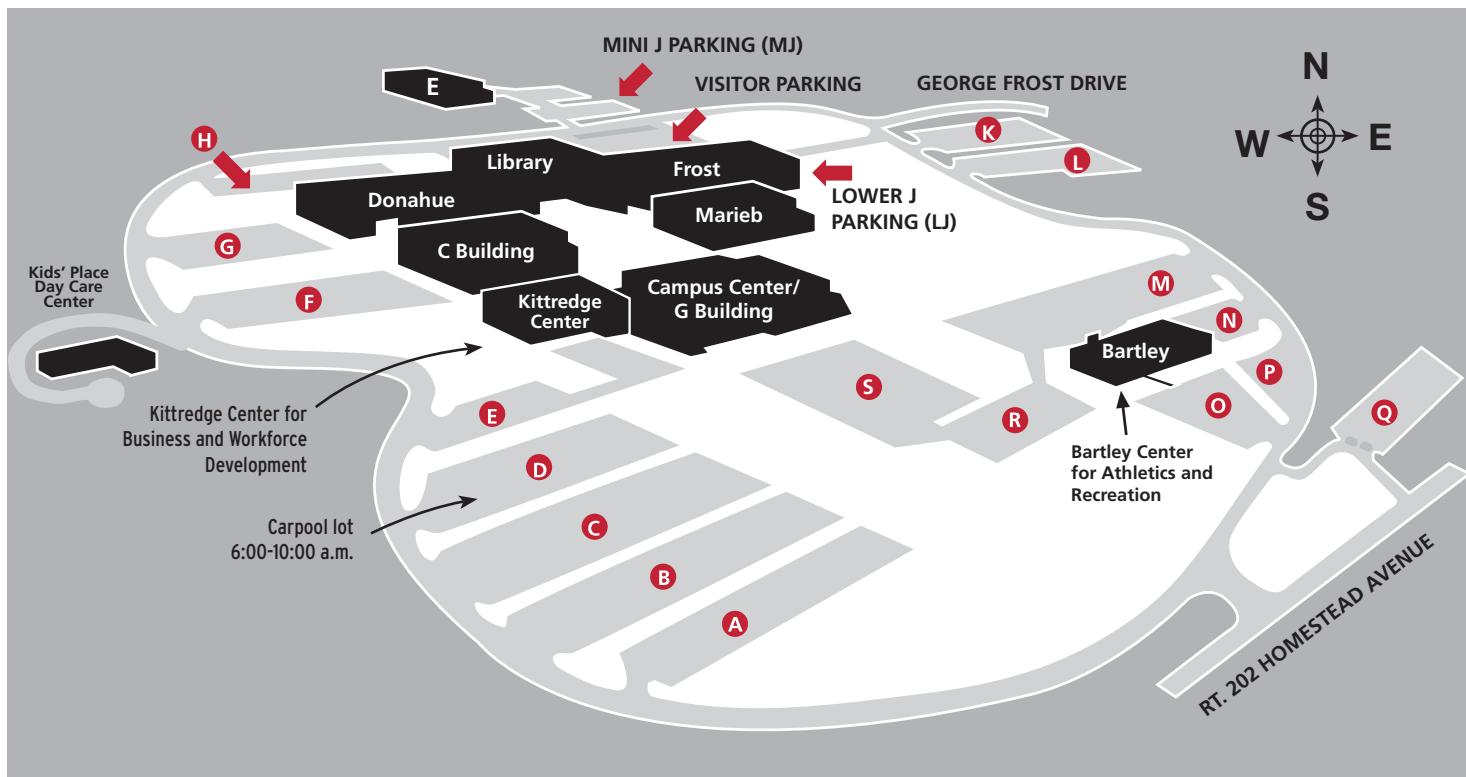 MINI J PARKING (MJ)
VISITOR PARKING
GEORGE FROST DRIVE
N
W
E
S
E
H
K
L
Library
Frost
Donahue
Marieb
LOWER J
PARKING (LJ)
G
C Building
Kids' Place
Day Care
Center
F
Kittredge
Center
Campus Center/
G Building
M
N
Bartley
P
S
O
R
Q
E
Kittredge Center for
Business and Workforce
Development
Bartley Center
for Athletics and
Recreation
D
Carpool lot
6:00-10:00 a.m.
C
B
A
RT. 202 HOMESTEAD AVENUE